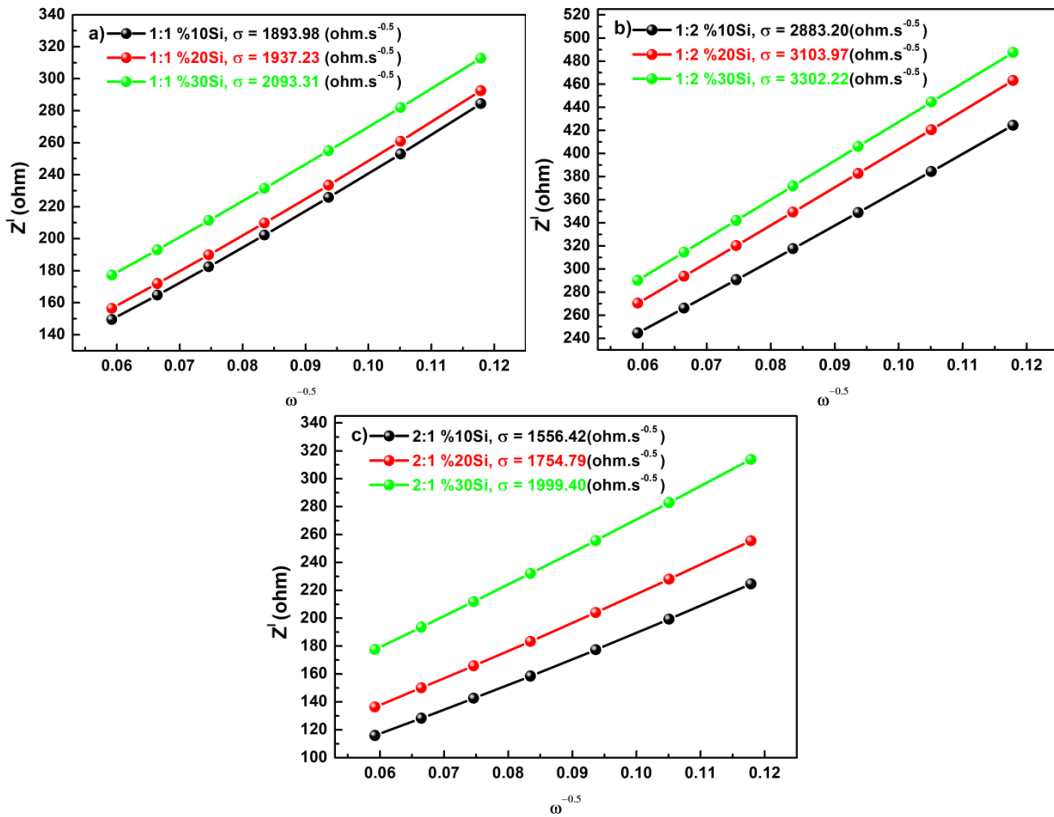 a)
1:1 %10Si, σ = 1893.98 (ohm.s^-0.5)
1:1 %20Si, σ = 1937.23 (ohm.s^-0.5)
1:1 %30Si, σ = 2093.31 (ohm.s^-0.5)
340
320
300
280
260
240
220
200
180
160
140
Z^I (ohm)
0.06 0.07 0.08 0.09 0.10 0.11 0.12
ω^-0.5
b)
1:2 %10Si, σ = 2883.20(ohm.s^-0.5)
1:2 %20Si, σ = 3103.97(ohm.s^-0.5)
1:2 %30Si, σ = 3302.22(ohm.s^-0.5)
520
500
480
460
440
420
400
380
360
340
320
300
280
260
240
Z^I (ohm)
0.06 0.07 0.08 0.09 0.10 0.11 0.12
ω^-0.5
c)
2:1 %10Si, σ = 1556.42(ohm.s^-0.5)
2:1 %20Si, σ = 1754.79(ohm.s^-0.5)
2:1 %30Si, σ = 1999.40(ohm.s^-0.5)
340
320
300
280
260
240
220
200
180
160
140
120
100
Z^I (ohm)
0.06 0.07 0.08 0.09 0.10 0.11 0.12
ω^-0.5